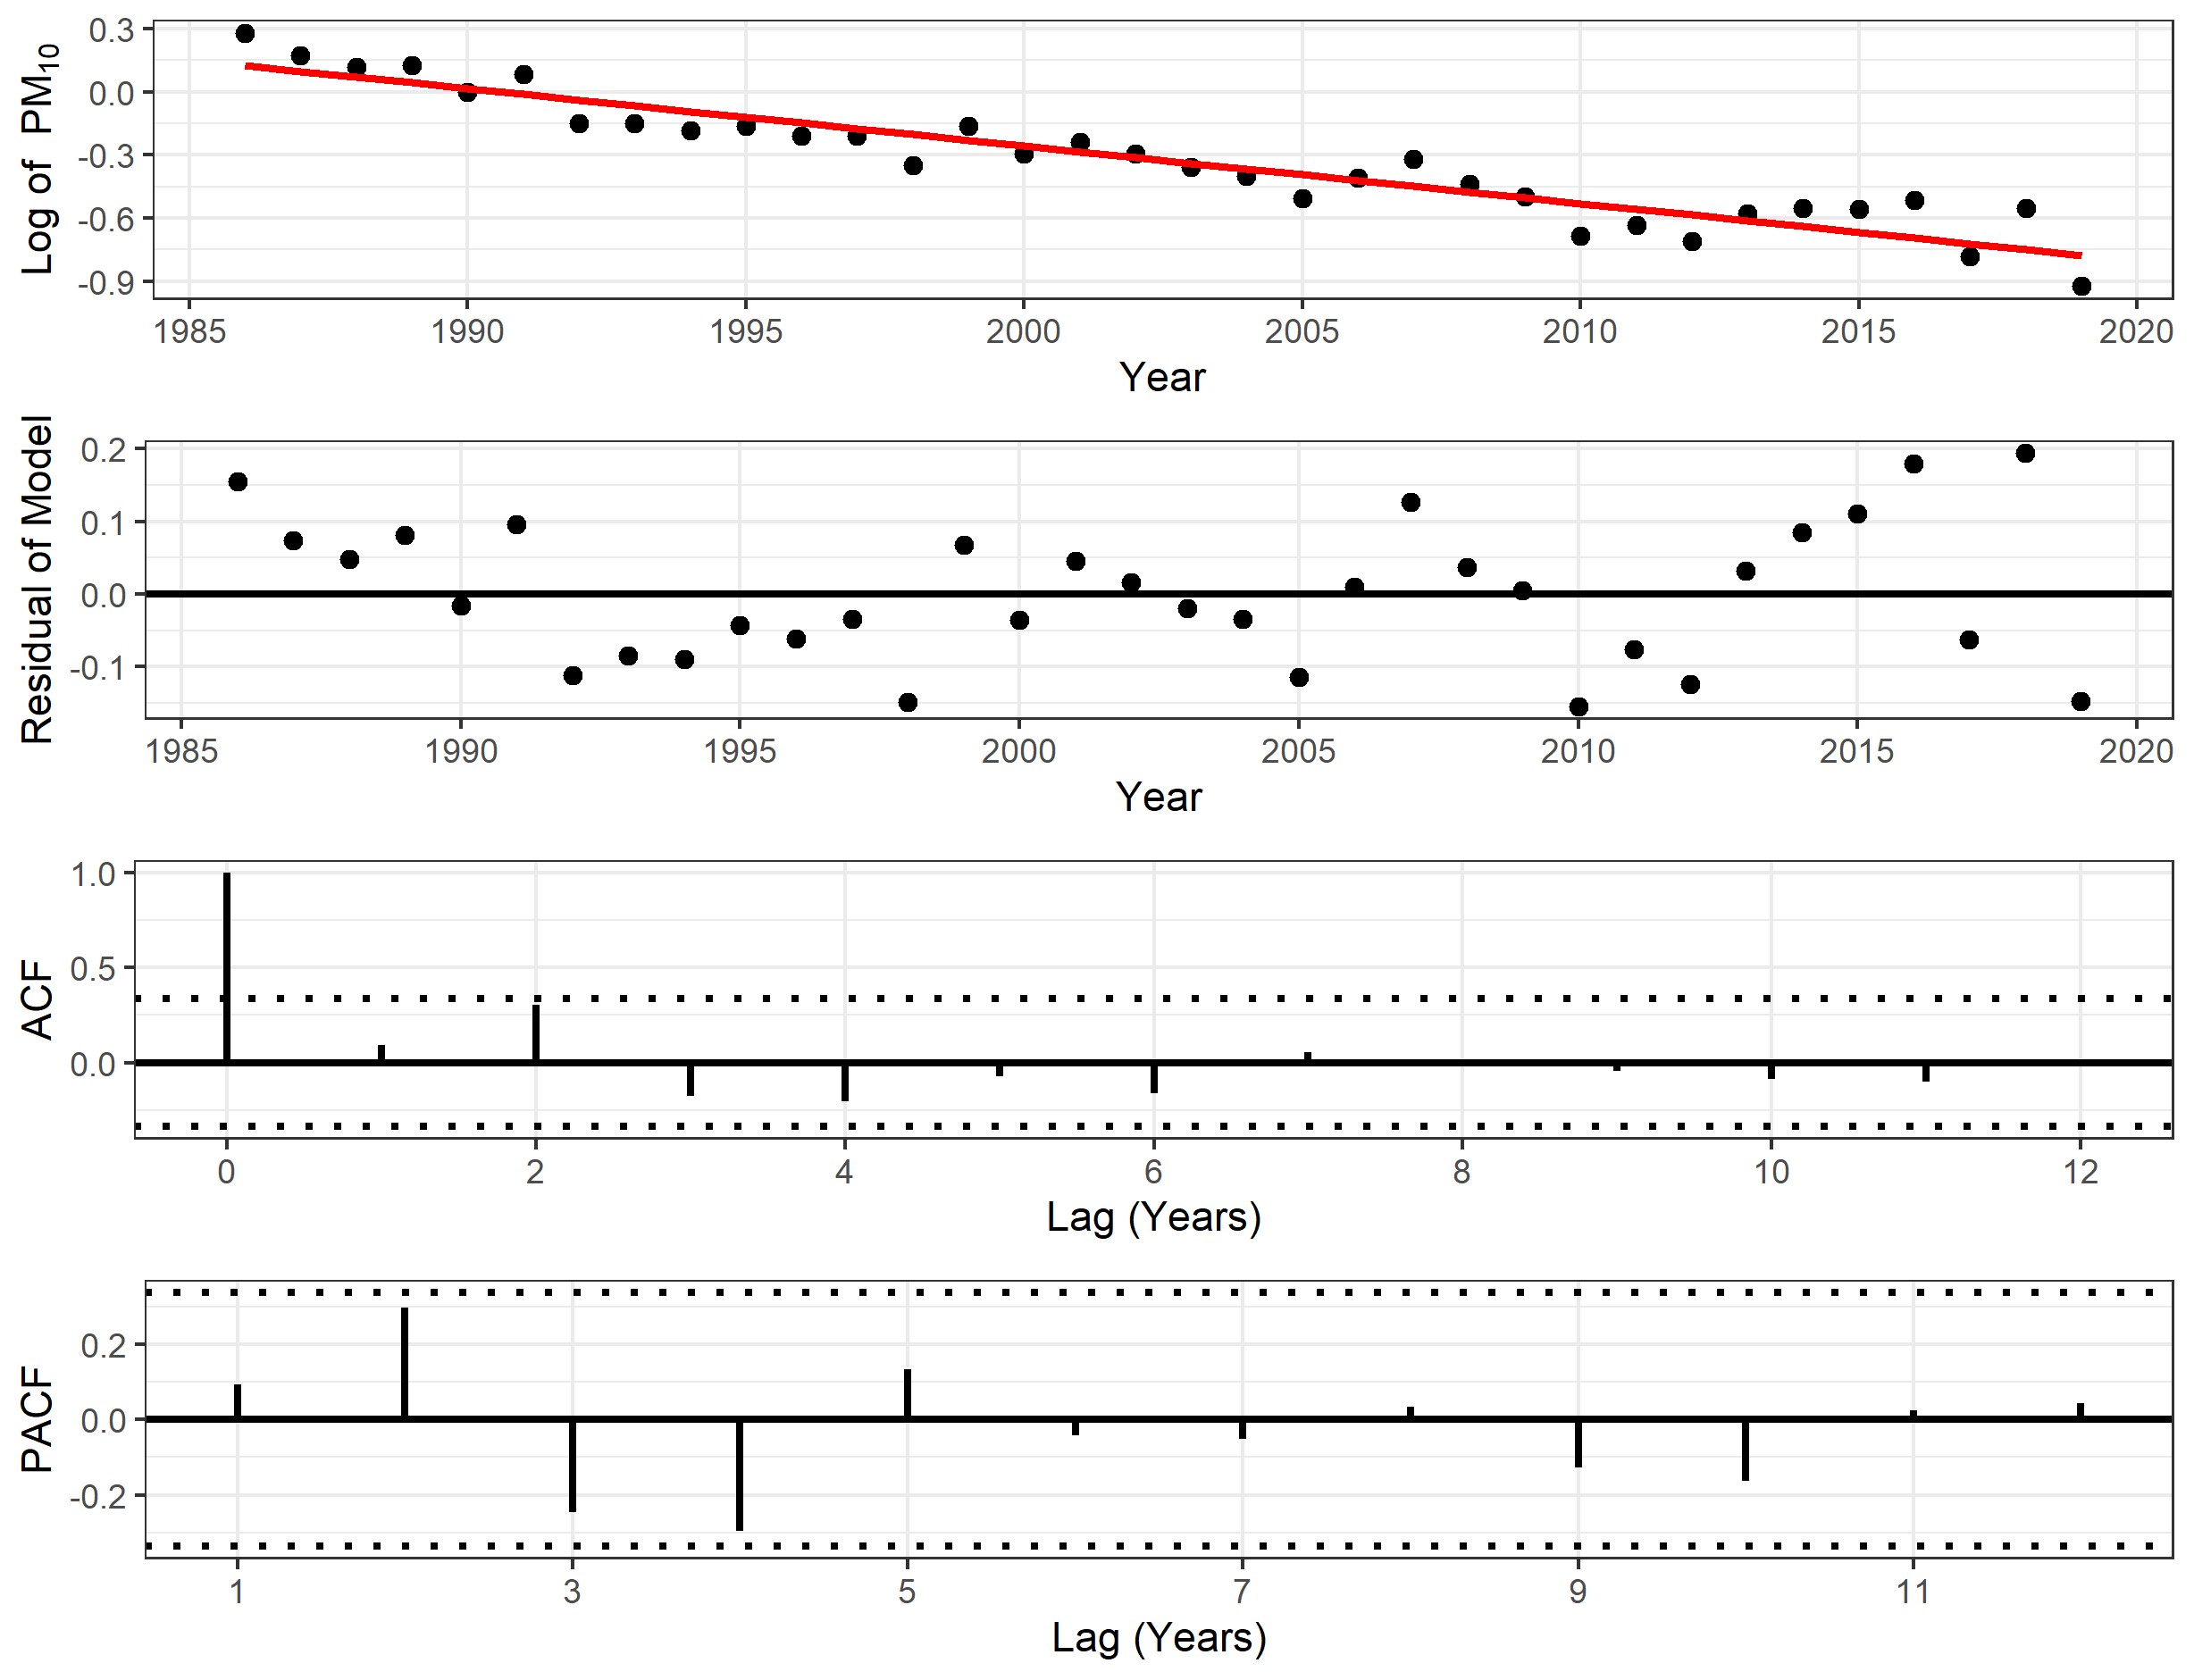 Log of PM₁₀
0.3
0.0
-0.3
-0.6
-0.9
1985 1990 1995 2000 2005 2010 2015 2020
Year
Residual of Model
0.2
0.1
0.0
-0.1
1985 1990 1995 2000 2005 2010 2015 2020
Year
ACF
1.0
0.5
0.0
0 2 4 6 8 10 12
Lag (Years)
PACF
0.2
0.0
-0.2
1 3 5 7 9 11
Lag (Years)